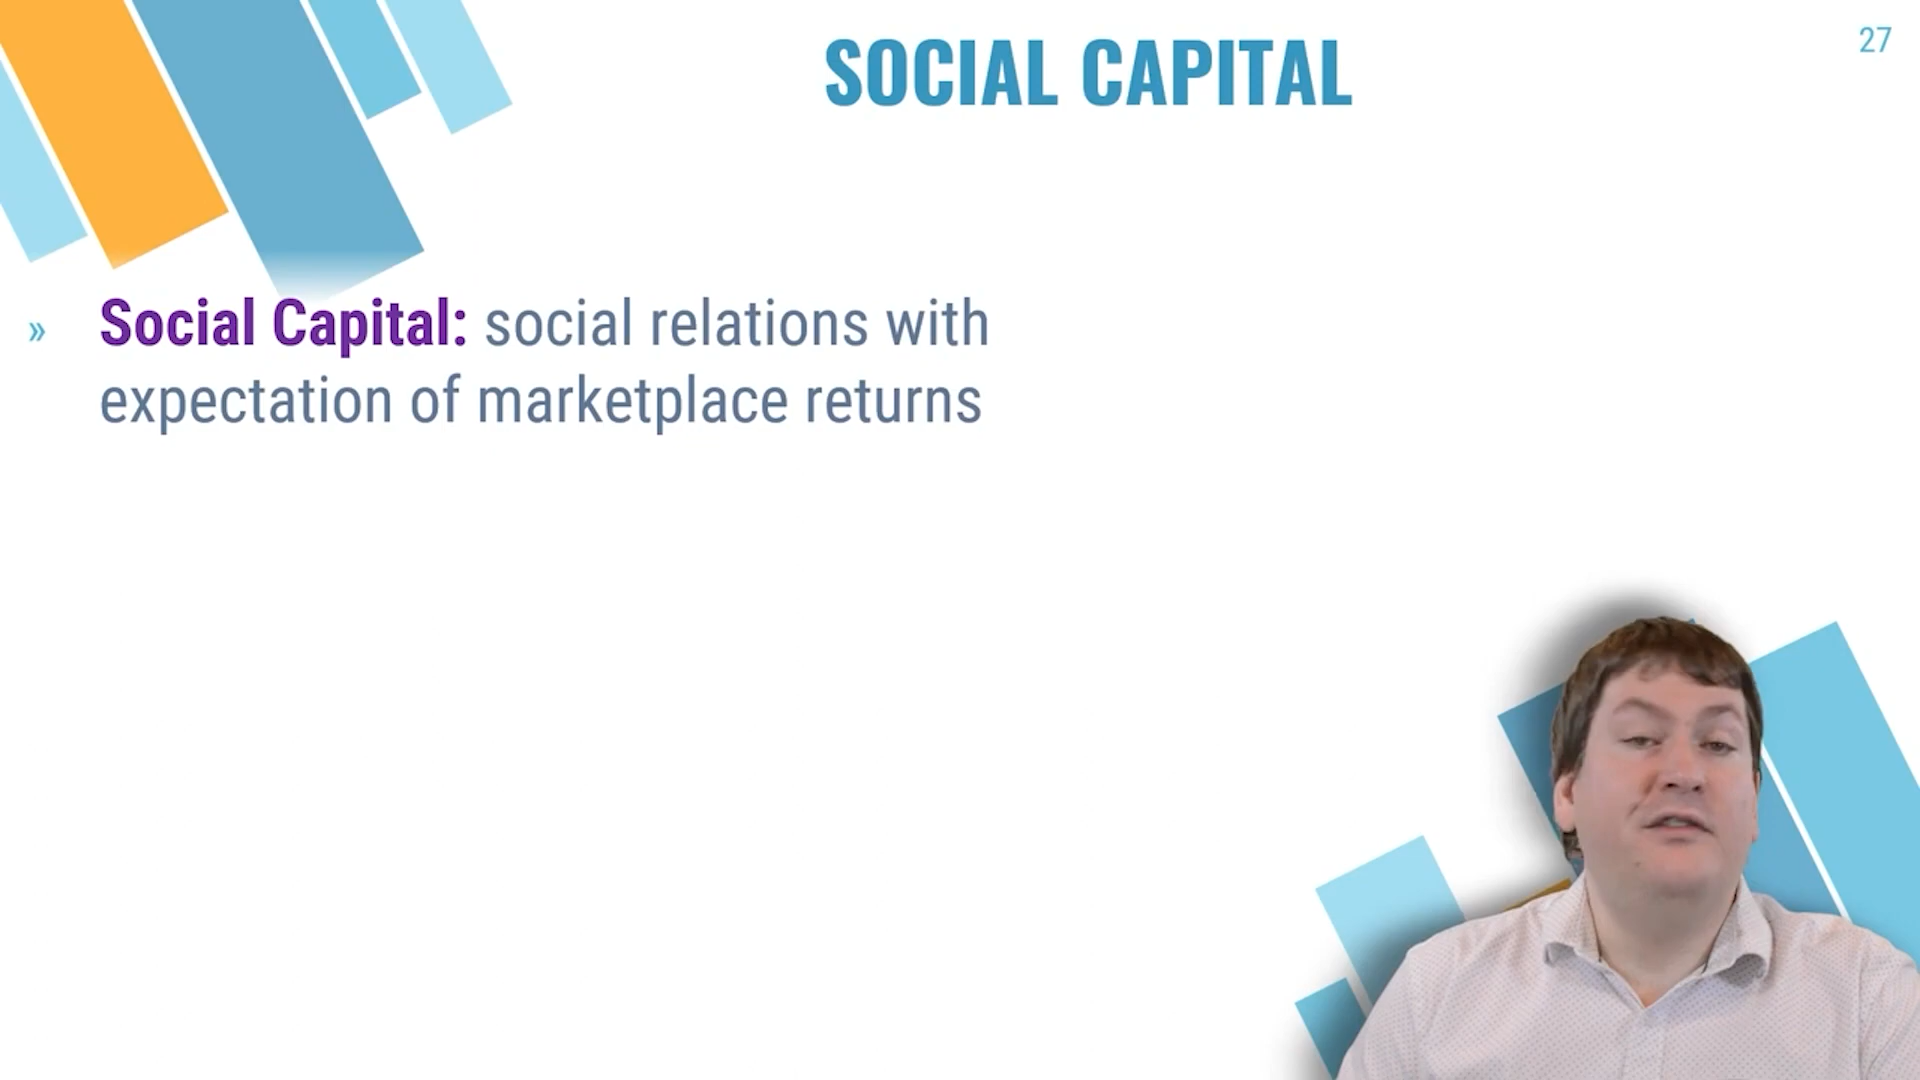 SOCIAL CAPITAL
27
» Social Capital: social relations with
expectation of marketplace returns